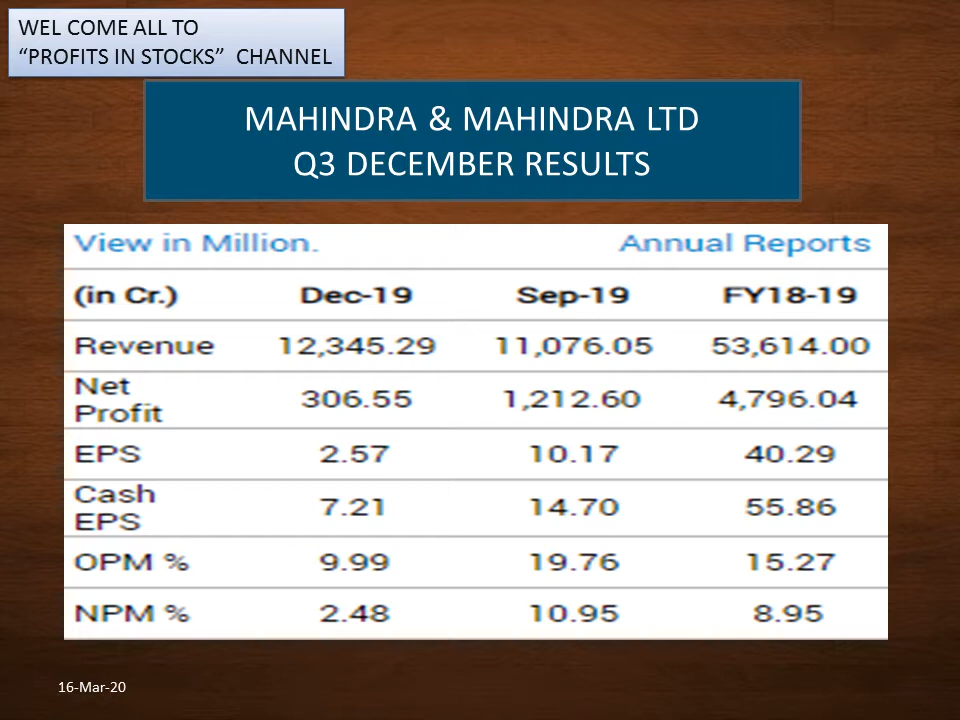 WEL COME ALL TO
“PROFITS IN STOCKS” CHANNEL
MAHINDRA & MAHINDRA LTD
Q3 DECEMBER RESULTS
View in Million. Annual Reports
(in Cr.) Dec-19 Sep-19 FY18-19
Revenue 12,345.29 11,076.05 53,614.00
Net
Profit 306.55 1,212.60 4,796.04
EPS 2.57 10.17 40.29
Cash
EPS 7.21 14.70 55.86
OPM % 9.99 19.76 15.27
NPM % 2.48 10.95 8.95
16-Mar-20